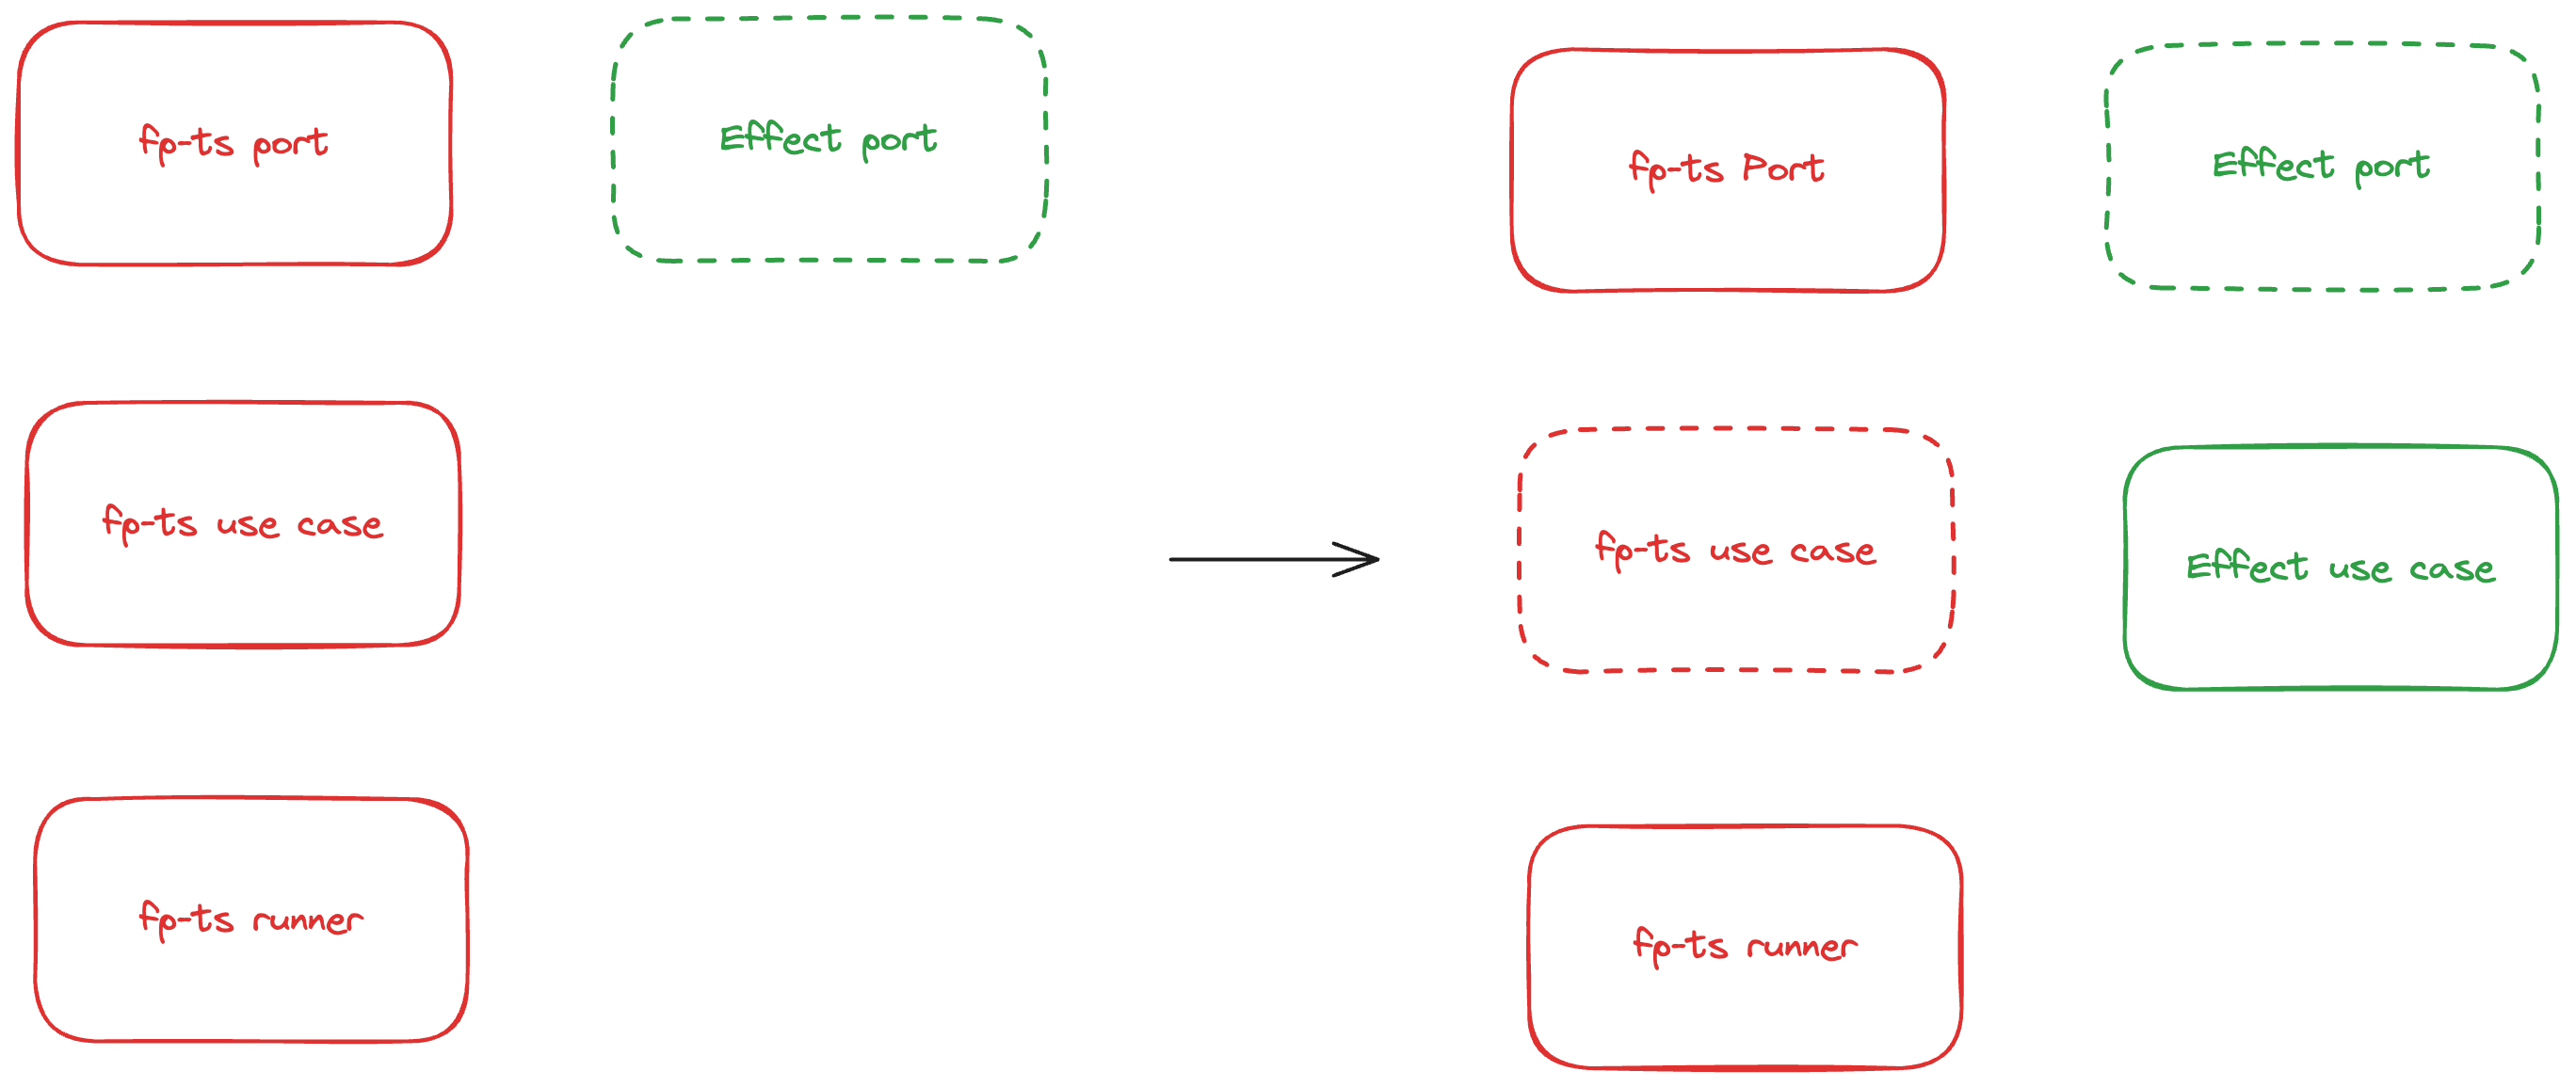 fp-ts port
Effect port
fp-ts use case
fp-ts runner
fp-ts Port
Effect port
fp-ts use case
Effect use case
fp-ts runner